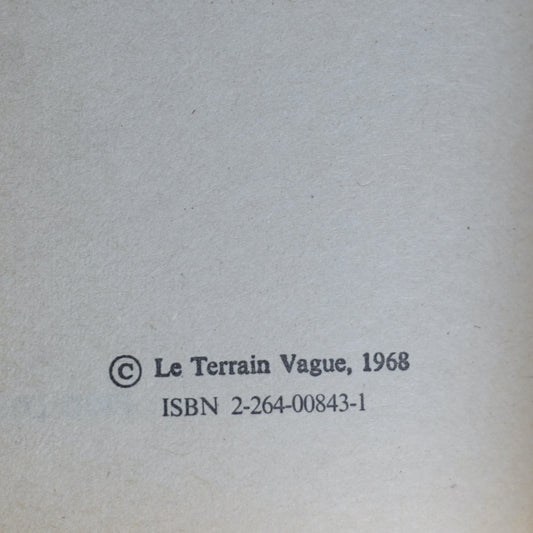 © Le Terrain Vague, 1968
ISBN 2-264-00843-1